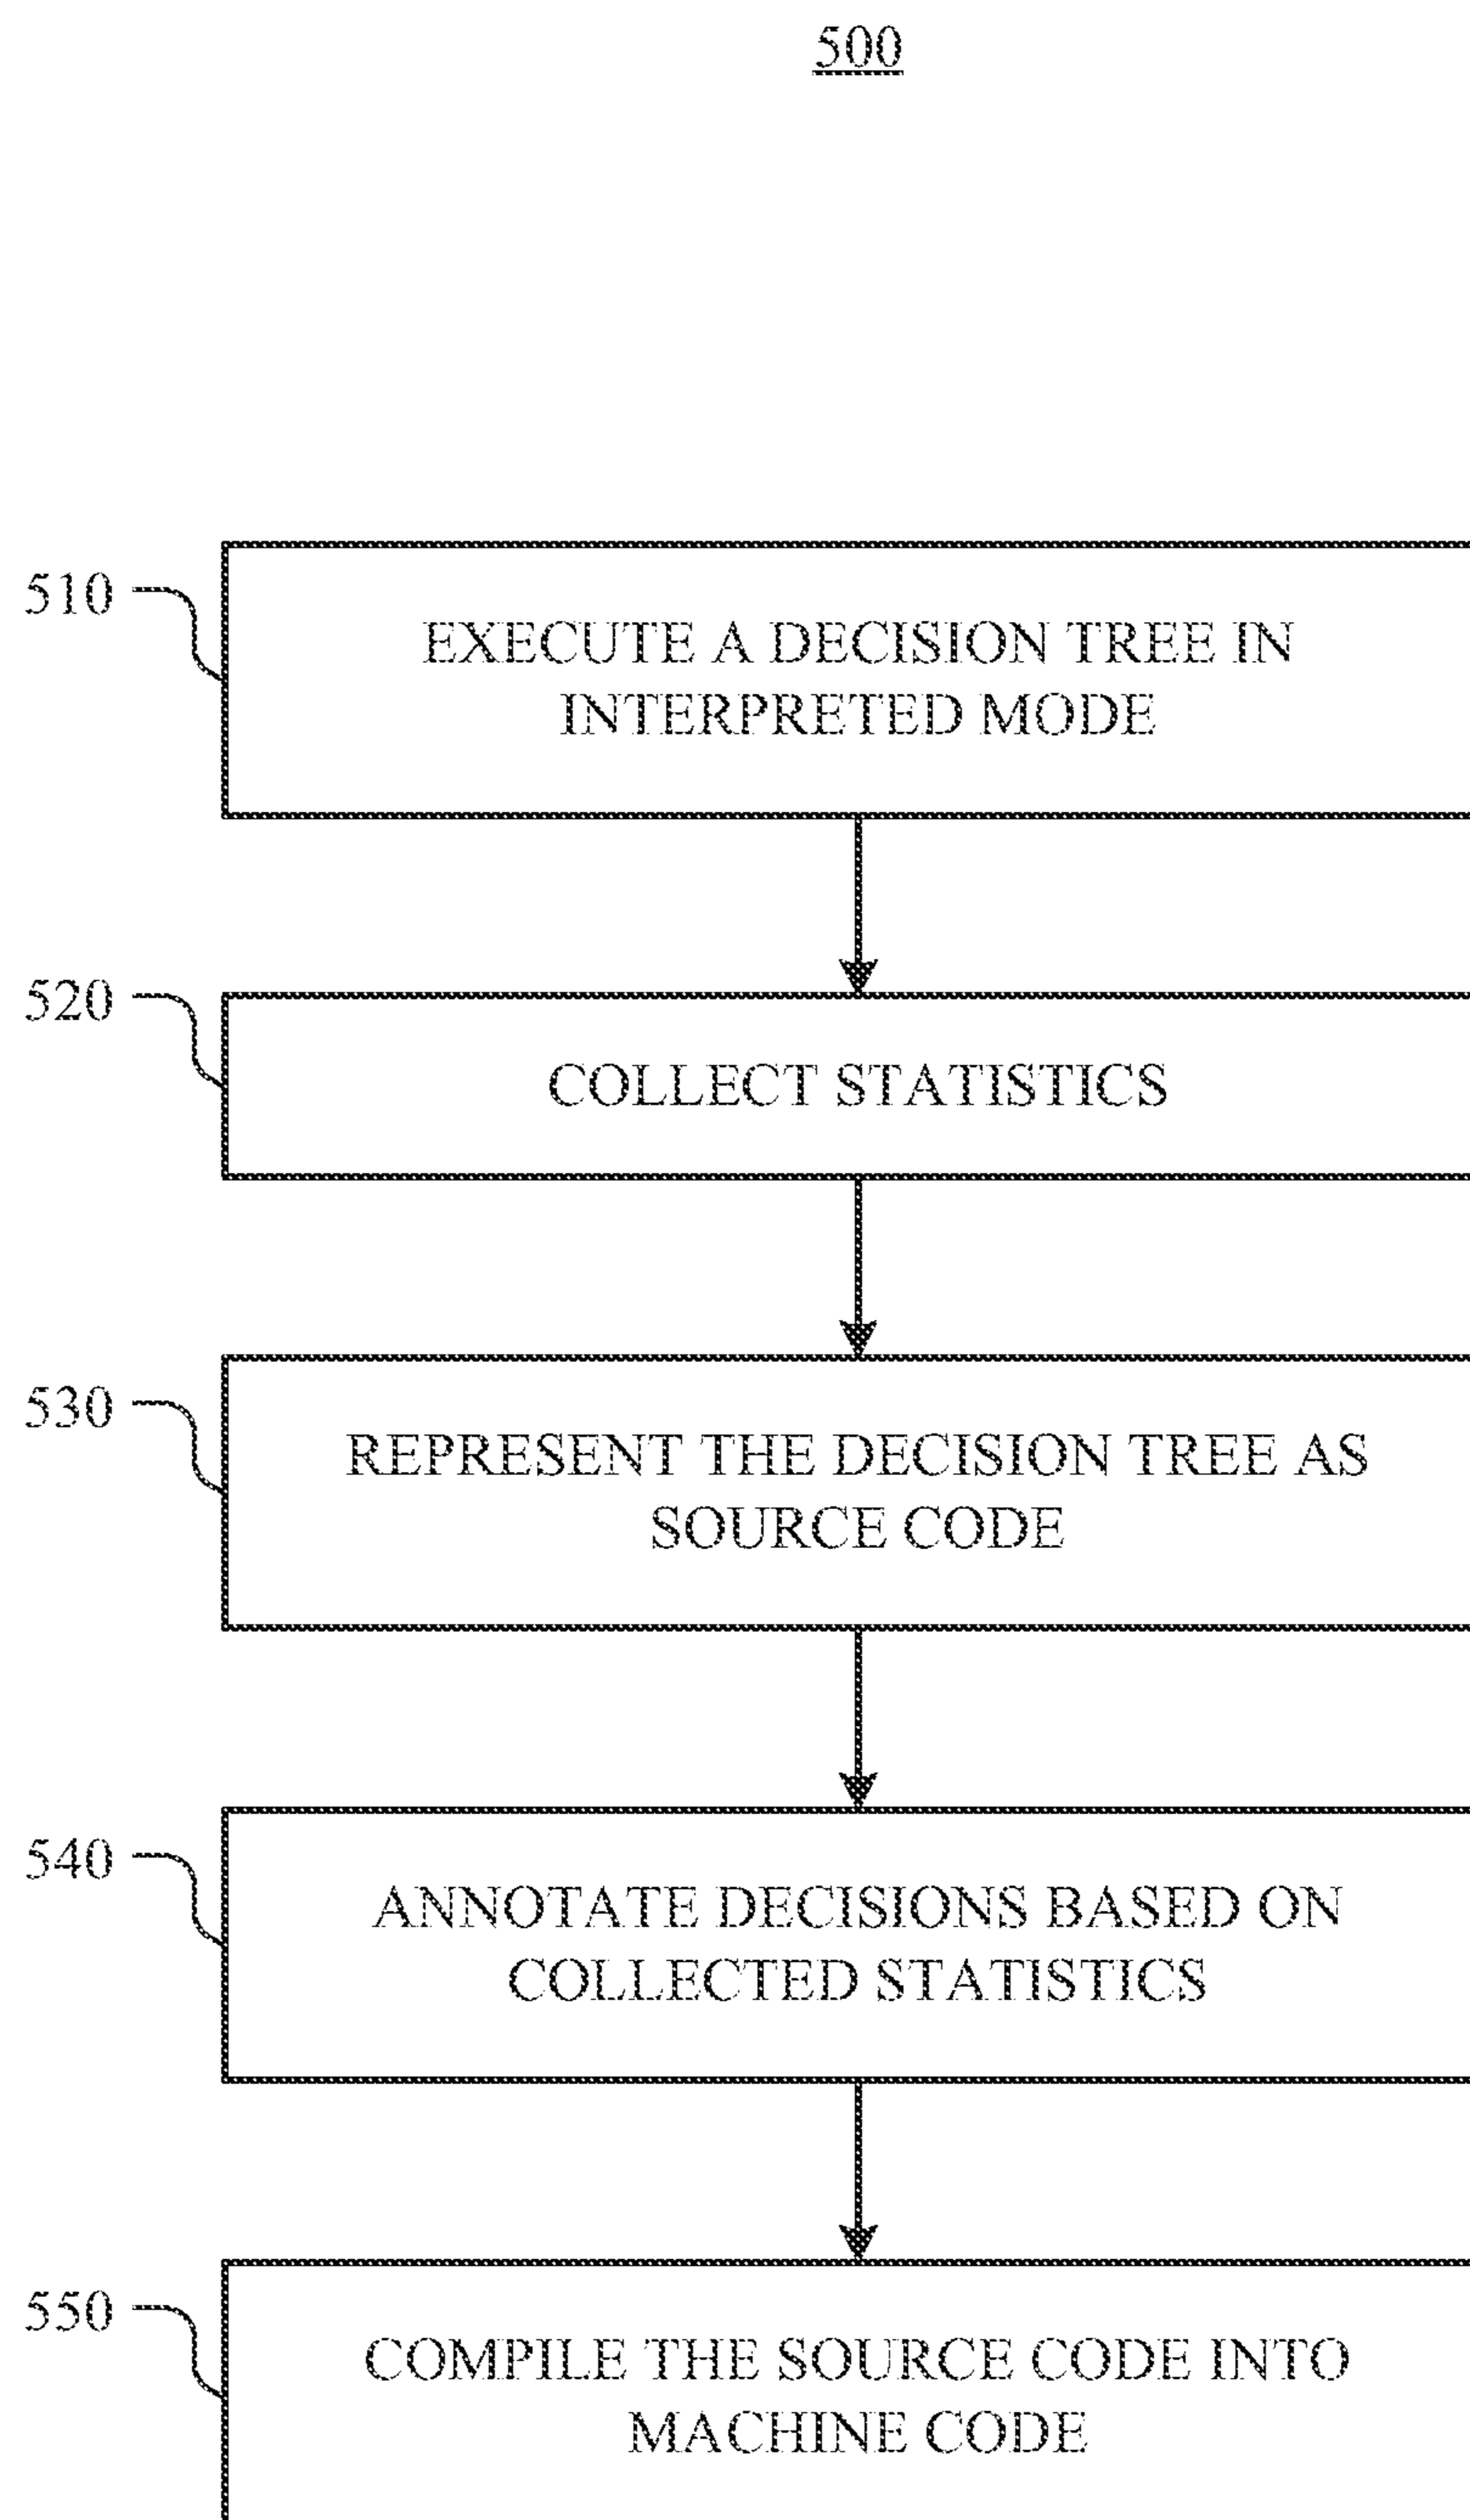 500
510
EXECUTE A DECISION TREE IN
INTERPRETED MODE
520
COLLECT STATISTICS
530
REPRESENT THE DECISION TREE AS
SOURCE CODE
540
ANNOTATE DECISIONS BASED ON
COLLECTED STATISTICS
550
COMPILE THE SOURCE CODE INTO
MACHINE CODE